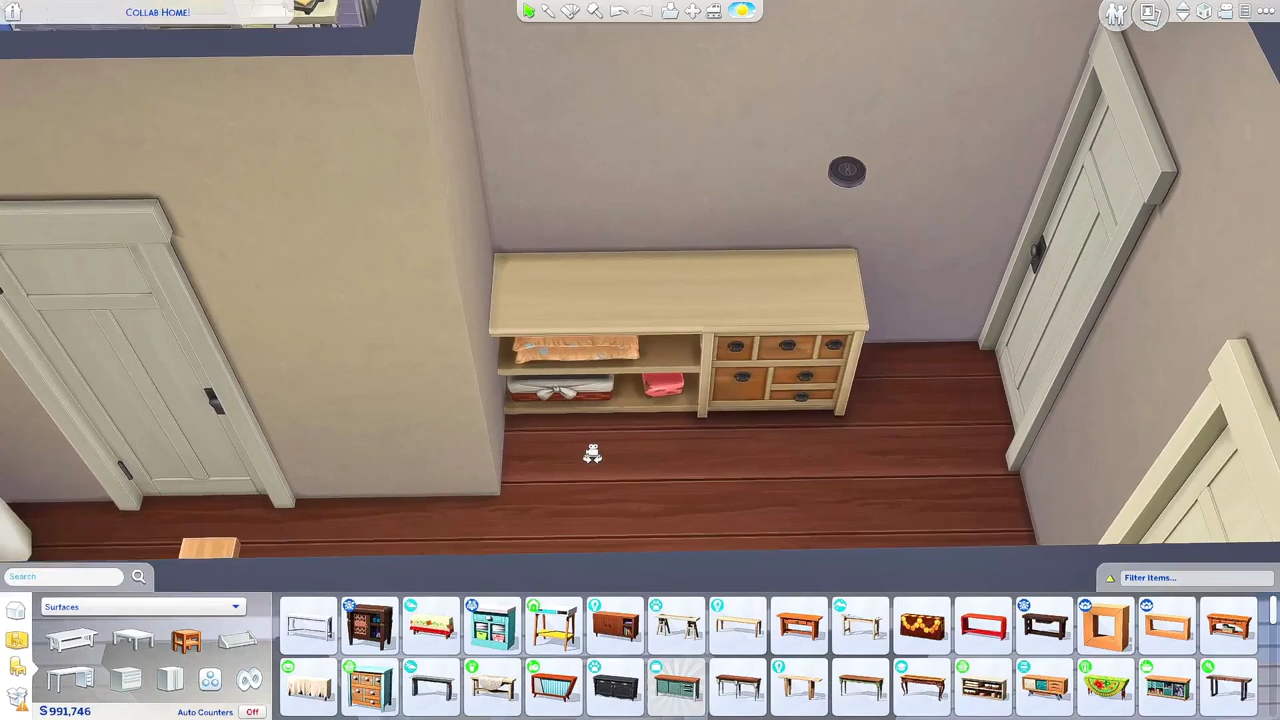 COLLAB HOME!
Search
Filter Items...
Surfaces
$991,746
Auto Counters
Off